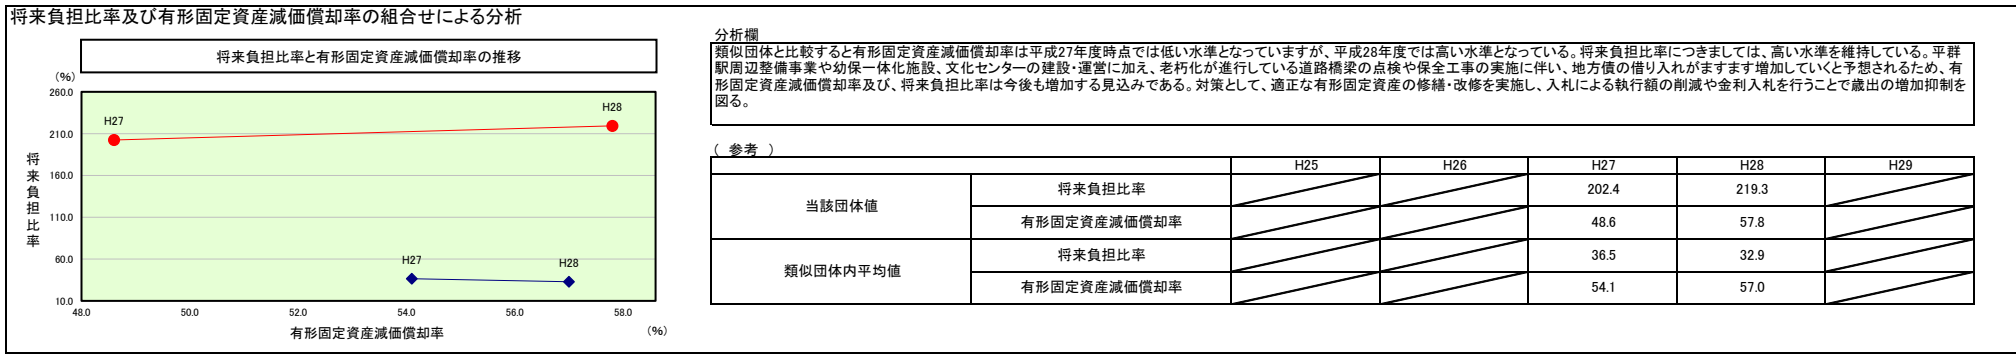 将来負担比率及び有形固定資産減価償却率の組合せによる分析
将来負担比率と有形固定資産減価償却率の推移
(%)
260.0
210.0
160.0
110.0
60.0
10.0
将来負担比率
H27
H28
H27
H28
48.0 50.0 52.0 54.0 56.0 58.0
有形固定資産減価償却率
(%)
分析欄
類似団体と比較すると有形固定資産減価償却率は平成27年度時点では低い水準となっていますが、平成28年度では高い水準となっている。将来負担比率につきましては、高い水準を維持している。平群
駅周辺整備事業や幼保一体化施設、文化センターの建設・運営に加え、老朽化が進行している道路橋梁の点検や保全工事の実施に伴い、地方債の借り入れがますます増加していくと予想されるため、有
形固定資産減価償却率及び、将来負担比率は今後も増加する見込みである。対策として、適正な有形固定資産の修繕・改修を実施し、入札による執行額の削減や金利入札を行うことで歳出の増加抑制を
図る。
( 参考 )
H25 H26 H27 H28 H29
当該団体値
将来負担比率 202.4 219.3
有形固定資産減価償却率 48.6 57.8
類似団体内平均値
将来負担比率 36.5 32.9
有形固定資産減価償却率 54.1 57.0